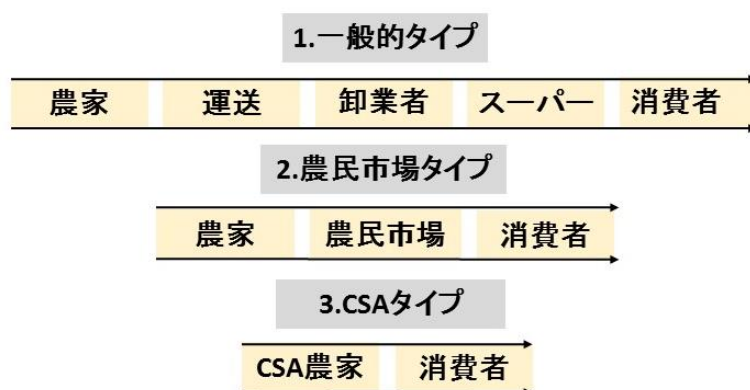 1.一般的タイプ
農家 運送 卸業者 スーパー 消費者
2.農民市場タイプ
農家 農民市場 消費者
3.CSAタイプ
CSA農家 消費者